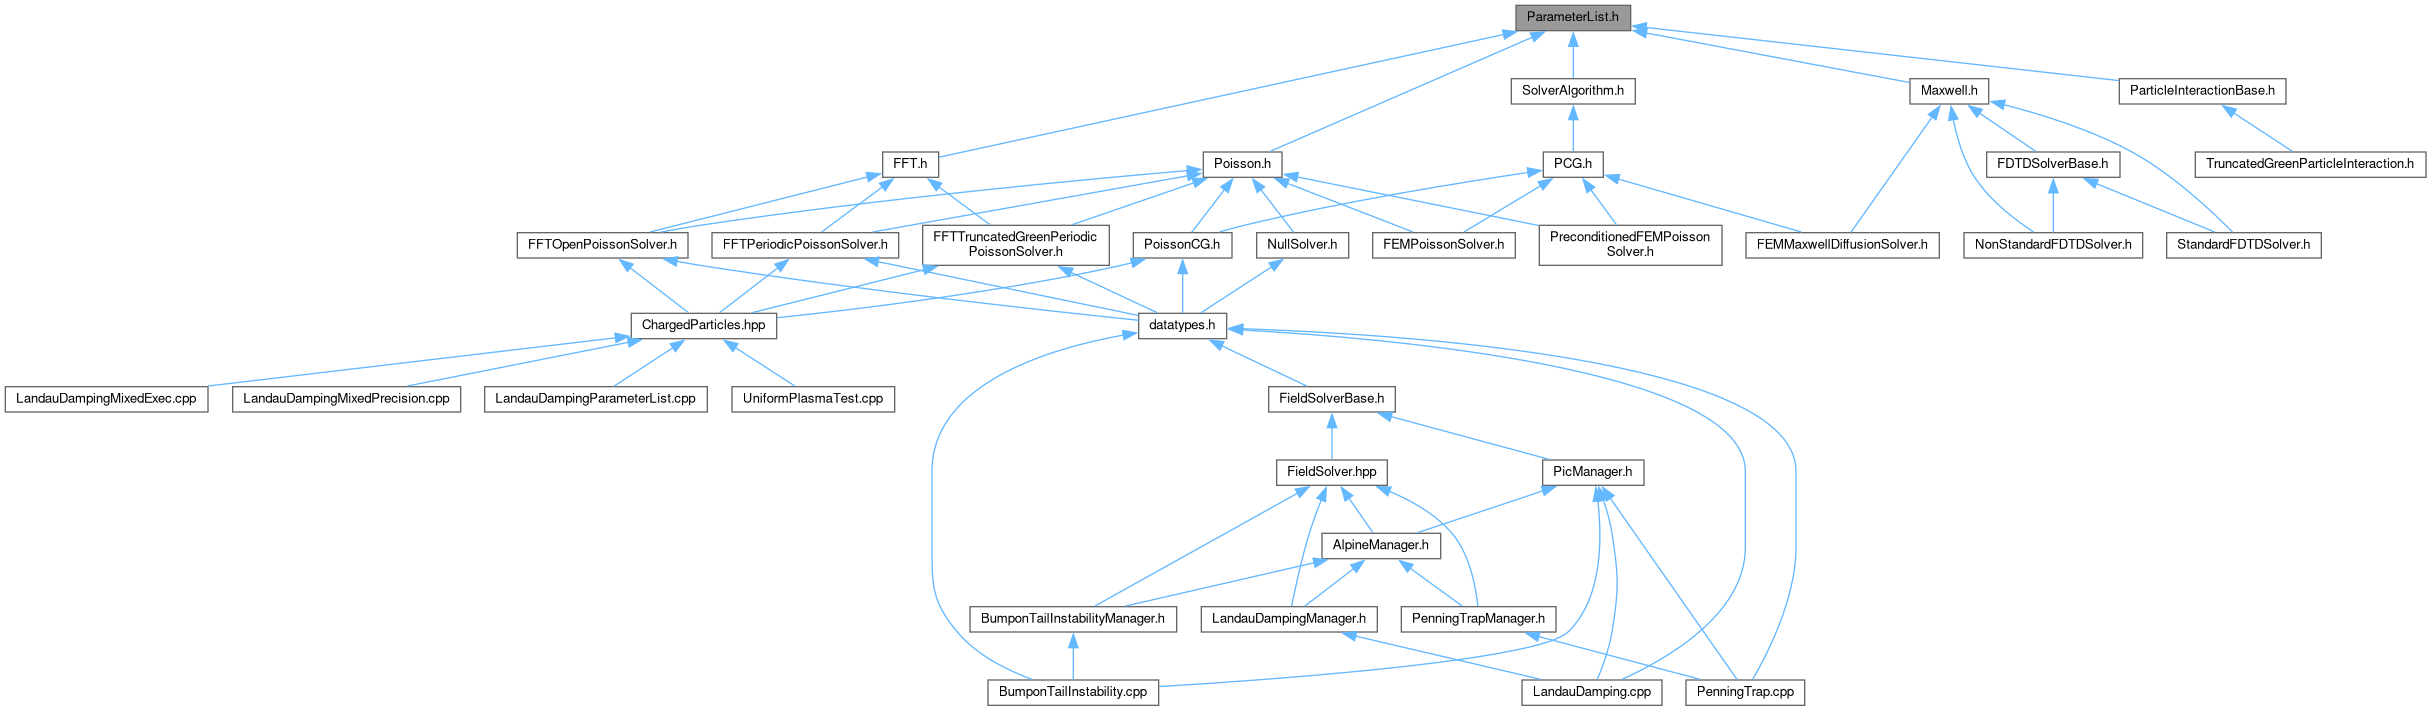 ParameterList.h
SolverAlgorithm.h
Maxwell.h
ParticleInteractionBase.h
FFT.h
Poisson.h
PCG.h
FDTDSolverBase.h
TruncatedGreenParticleInteraction.h
FFTOpenPoissonSolver.h
FFTPeriodicPoissonSolver.h
FFTTruncatedGreenPeriodic
PoissonSolver.h
PoissonCG.h
NullSolver.h
FEMPoissonSolver.h
PreconditionedFEMPoisson
Solver.h
FEMMaxwellDiffusionSolver.h
NonStandardFDTDSolver.h
StandardFDTDSolver.h
ChargedParticles.hpp
datatypes.h
LandauDampingMixedExec.cpp
LandauDampingMixedPrecision.cpp
LandauDampingParameterList.cpp
UniformPlasmaTest.cpp
FieldSolverBase.h
FieldSolver.hpp
PicManager.h
AlpineManager.h
BumponTailInstabilityManager.h
LandauDampingManager.h
PenningTrapManager.h
BumponTailInstability.cpp
LandauDamping.cpp
PenningTrap.cpp